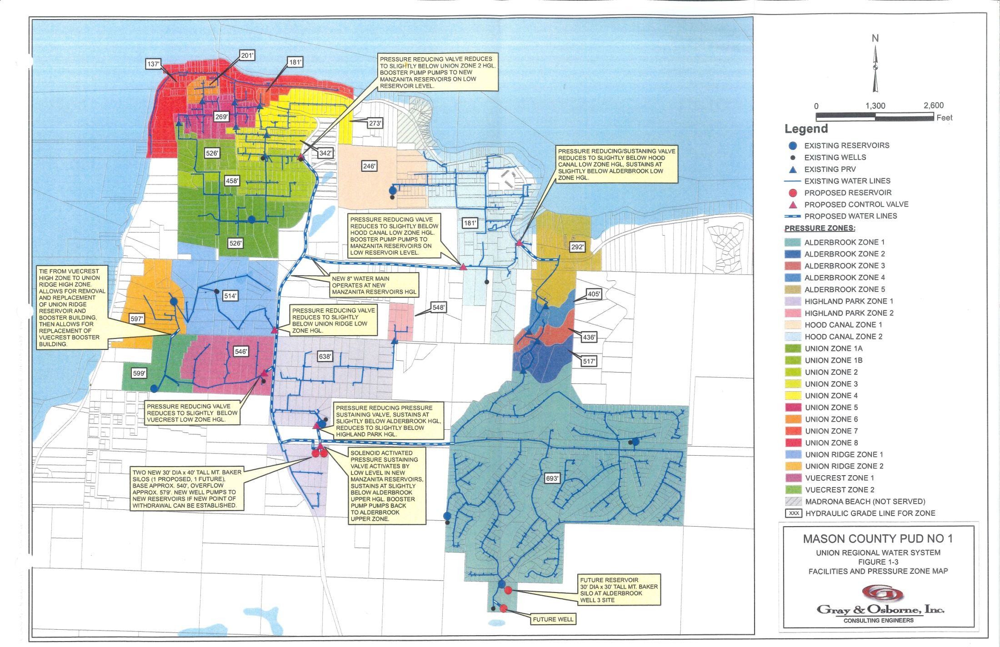 137'
201'
181'
PRESSURE REDUCING VALVE REDUCES
TO SLIGHTLY BELOW UNION ZONE 2 HGL.
BOOSTER PUMP PUMPS TO NEW
MANZANITA RESERVOIRS ON LOW
RESERVOIR LEVEL.
269'
273'
526'
342'
458'
246'
PRESSURE REDUCING/SUSTANING VALVE
REDUCES TO SLIGHTLY BELOW HOOD
CANAL LOW ZONE HGL, SUSTAINS AT
SLIGHTLY BELOW ALDERBROOK LOW
ZONE HGL.
PRESSURE REDUCING VALVE
REDUCES TO SLIGHTLY BELOW
HOOD CANAL LOW ZONE HGL.
BOOSTER PUMP PUMPS TO
MANZANITA RESERVOIRS ON
LOW RESERVOIR LEVEL.
181'
526'
292'
TIE FROM VUECREST
HIGH ZONE TO UNION
RIDGE HIGH ZONE.
ALLOWS FOR REMOVAL
AND REPLACEMENT
OF UNION RIDGE
RESERVOIR AND
BOOSTER BUILDING,
THEN ALLOWS FOR
REPLACEMENT OF
VUECREST BOOSTER
BUILDING.
NEW 8" WATER MAIN
OPERATES AT NEW
MANZANITA RESERVOIRS HGL
514'
405'
548'
597'
PRESSURE REDUCING VALVE
REDUCES TO SLIGHTLY
BELOW UNION RIDGE LOW
ZONE HGL.
436'
546'
638'
517'
599'
PRESSURE REDUCING VALVE
REDUCES TO SLIGHTLY BELOW
VUECREST LOW ZONE HGL.
PRESSURE REDUCING PRESSURE
SUSTAINING VALVE, SUSTAINS AT
SLIGHTLY BELOW ALDERBROOK HGL,
REDUCES TO SLIGHTLY BELOW
HIGHLAND PARK HGL.
SOLENOID ACTIVATED
PRESSURE SUSTAINING
VALVE ACTIVATES BY
LOW LEVEL IN NEW
MANZANITA RESERVOIRS,
SUSTAINS AT SLIGHTLY
BELOW ALDERBROOK
UPPER HGL. BOOSTER
PUMP PUMPS BACK
TO ALDERBROOK
UPPER ZONE.
TWO NEW 30' DIA x 40' TALL MT. BAKER
SILOS (1 PROPOSED, 1 FUTURE),
BASE APPROX. 540', OVERFLOW
APPROX. 579'. NEW WELL PUMPS TO
NEW RESERVOIRS IF NEW POINT OF
WITHDRAWAL CAN BE ESTABLISHED.
693'
FUTURE RESERVOIR
30' DIA x 30' TALL MT. BAKER
SILO AT ALDERBROOK
WELL 3 SITE
FUTURE WELL
N
0 1,300 2,600
Feet
Legend
EXISTING RESERVOIRS
EXISTING WELLS
EXISTING PRV
EXISTING WATER LINES
PROPOSED RESERVOIR
PROPOSED CONTROL VALVE
PROPOSED WATER LINES
PRESSURE ZONES:
ALDERBROOK ZONE 1
ALDERBROOK ZONE 2
ALDERBROOK ZONE 3
ALDERBROOK ZONE 4
ALDERBROOK ZONE 5
HIGHLAND PARK ZONE 1
HIGHLAND PARK ZONE 2
HOOD CANAL ZONE 1
HOOD CANAL ZONE 2
UNION ZONE 1A
UNION ZONE 1B
UNION ZONE 2
UNION ZONE 3
UNION ZONE 4
UNION ZONE 5
UNION ZONE 6
UNION ZONE 7
UNION ZONE 8
UNION RIDGE ZONE 1
UNION RIDGE ZONE 2
VUECREST ZONE 1
VUECREST ZONE 2
MADRONA BEACH (NOT SERVED)
XXX HYDRAULIC GRADE LINE FOR ZONE
MASON COUNTY PUD NO 1
UNION REGIONAL WATER SYSTEM
FIGURE 1-3
FACILITIES AND PRESSURE ZONE MAP
Gray & Osborne, Inc.
CONSULTING ENGINEERS